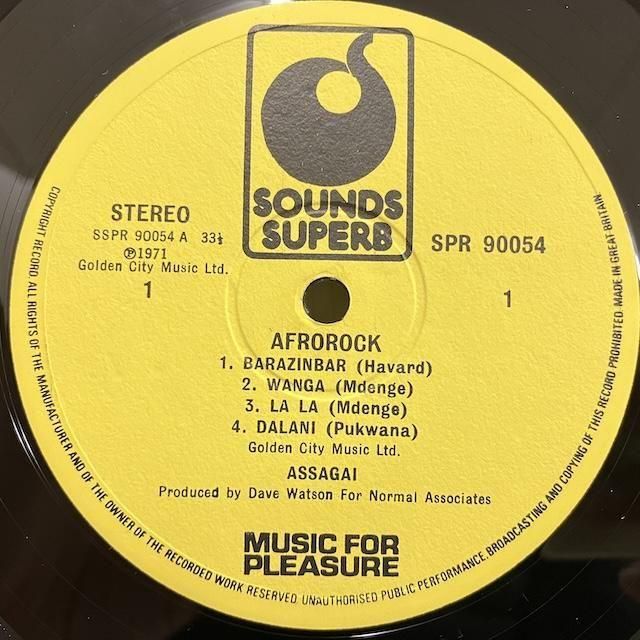 SOUNDS
SUPERB
STEREO
SSPR 90054 A 33⅓
℗1971
Golden City Music Ltd.
1
SPR 90054
1
AFROROCK
1. BARAZINBAR (Havard)
2. WANGA (Mdenge)
3. LA LA (Mdenge)
4. DALANI (Pukwana)
Golden City Music Ltd.
ASSAGAI
Produced by Dave Watson For Normal Associates
MUSIC FOR
PLEASURE
COPYRIGHT RECORD. ALL RIGHTS OF THE MANUFACTURER AND OF THE OWNER OF THE RECORDED WORK RESERVED. UNAUTHORISED PUBLIC PERFORMANCE, BROADCASTING AND COPYING OF THIS RECORD PROHIBITED. MADE IN GREAT BRITAIN.